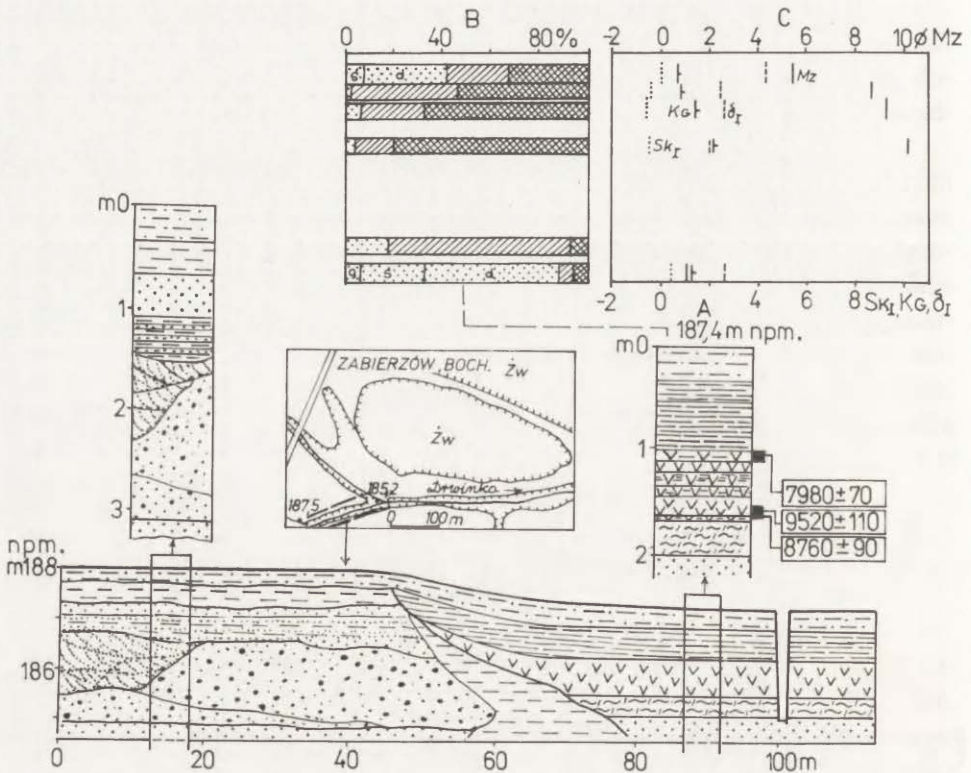 B
0 40 80 %
C
-2 0 2 4 6 8 10 ø Mz
s d
Mz
KG δI
SkI
g s d
-2 0 2 4 6 8 SkI, KG, δI
A
187,4 m npm.
m0
1
2
3
ZABIERZÓW BOCH. Żw
Żw
Drwinka
187,5
185,2
0 100 m
m0
1
2
7980±70
9520±110
8760±90
npm.
m188
186
0 20 40 60 80 100m